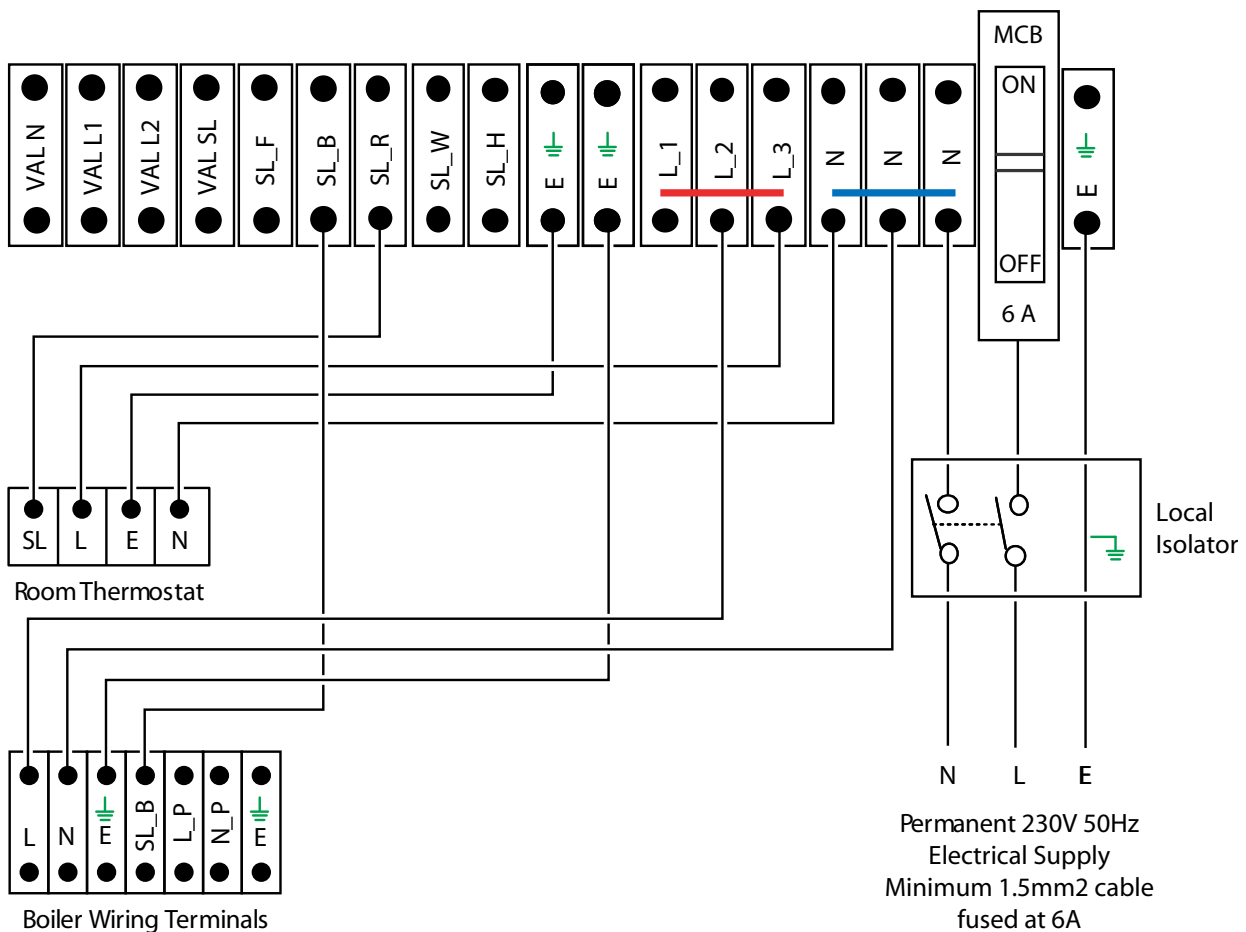 MCB
ON
OFF
6 A
VAL N
VAL L1
VAL L2
VAL SL
SL_F
SL_B
SL_R
SL_W
SL_H
E
E
L_1
L_2
L_3
N
N
N
E
SL
L
E
N
Room Thermostat
Local
Isolator
L
N
E
SL_B
L_P
N_P
E
Boiler Wiring Terminals
N
L
E
Permanent 230V 50Hz
Electrical Supply
Minimum 1.5mm2 cable
fused at 6A